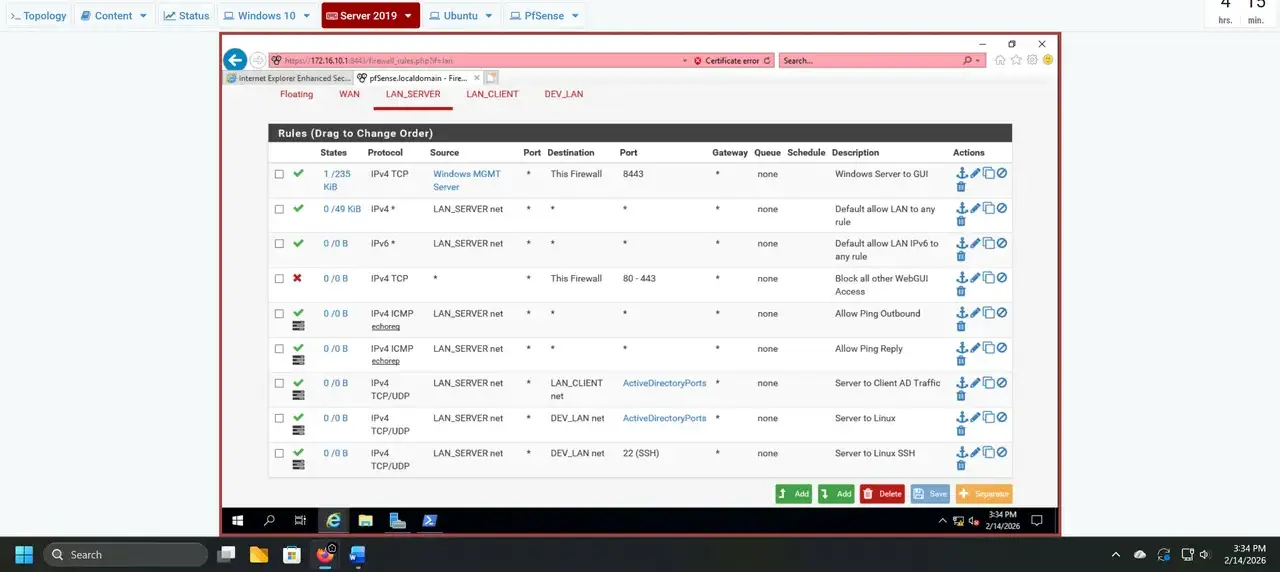 Topology Content Status Windows 10 Server 2019 Ubuntu PfSense 4 15
hrs. min.
https://172.16.10.1:8443/firewall_rules.php?if=lan Certificate error Search...
Internet Explorer Enhanced Sec... pfSense.localdomain - Fire...
Floating WAN LAN_SERVER LAN_CLIENT DEV_LAN
Rules (Drag to Change Order)
States Protocol Source Port Destination Port Gateway Queue Schedule Description Actions
1 /235 IPv4 TCP Windows MGMT * This Firewall 8443 * none Windows Server to GUI
KiB Server
0 /49 KiB IPv4 * LAN_SERVER net * * * * none Default allow LAN to any
rule
0 /0 B IPv6 * LAN_SERVER net * * * * none Default allow LAN IPv6 to
any rule
0 /0 B IPv4 TCP * * This Firewall 80 - 443 * none Block all other WebGUI
Access
0 /0 B IPv4 ICMP LAN_SERVER net * * * * none Allow Ping Outbound
echoreq
0 /0 B IPv4 ICMP LAN_SERVER net * * * * none Allow Ping Reply
echorep
0 /0 B IPv4 LAN_SERVER net * LAN_CLIENT ActiveDirectoryPorts * none Server to Client AD Traffic
TCP/UDP net
0 /0 B IPv4 LAN_SERVER net * DEV_LAN net ActiveDirectoryPorts * none Server to Linux
TCP/UDP
0 /0 B IPv4 LAN_SERVER net * DEV_LAN net 22 (SSH) * none Server to Linux SSH
TCP/UDP
Add Add Delete Save Separator
3:34 PM
2/14/2026
Search
3:34 PM
2/14/2026